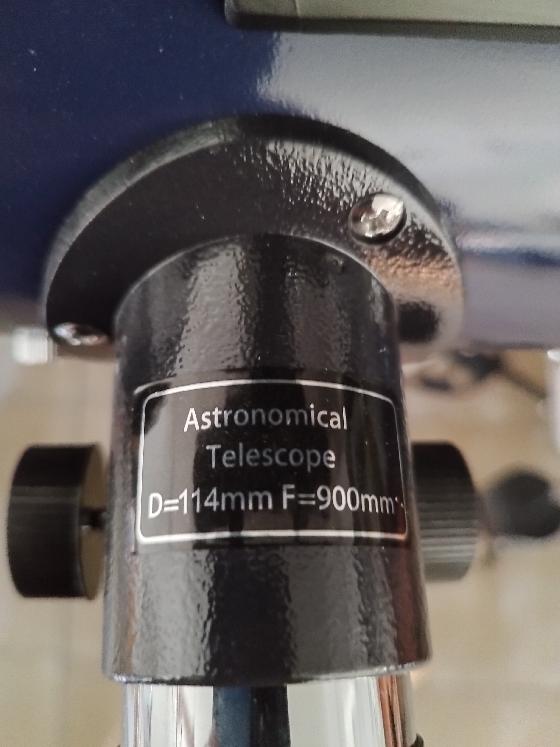 Astronomical
Telescope
D=114mm F=900mm